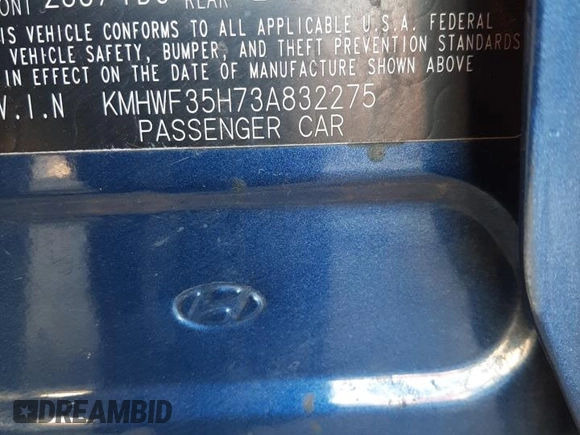 IS VEHICLE CONFORMS TO ALL APPLICABLE U.S.A. FEDERAL
VEHICLE SAFETY, BUMPER, AND THEFT PREVENTION STANDARDS
IN EFFECT ON THE DATE OF MANUFACTURE SHOWN ABOVE
V.I.N KMHWF35H73A832275
PASSENGER CAR
DREAMBID